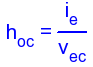 h_oc = i_e / v_ec